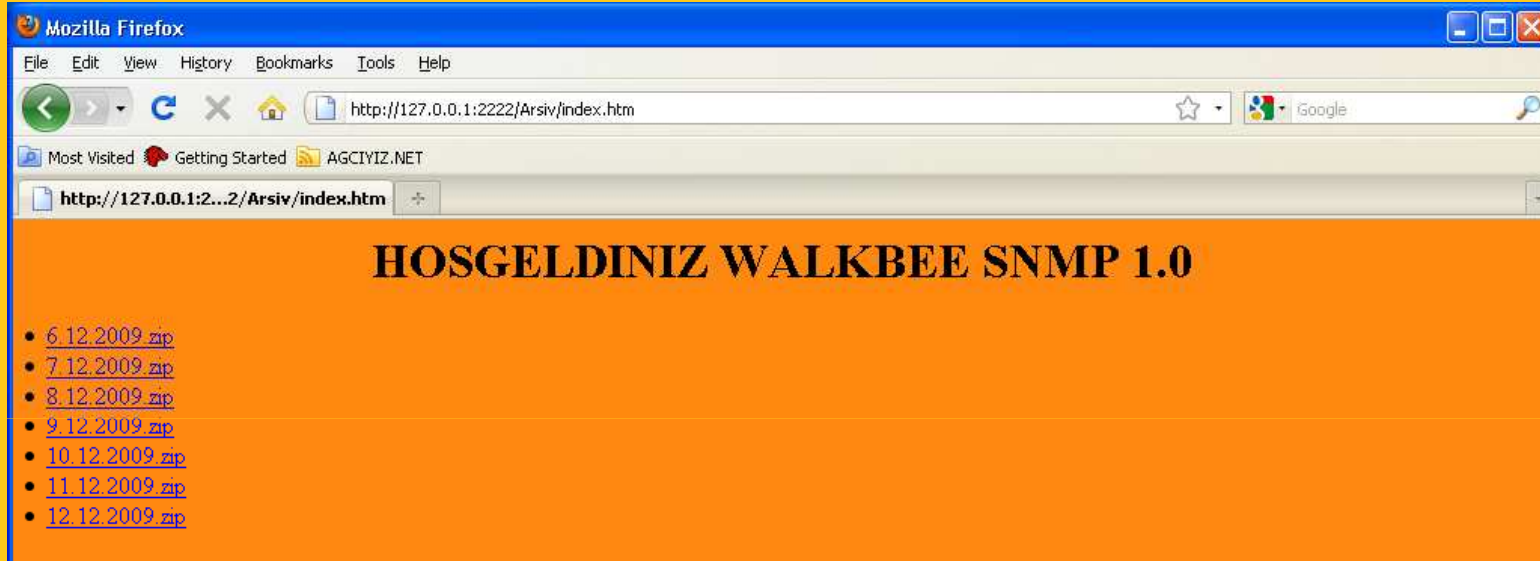 Mozilla Firefox
File Edit View History Bookmarks Tools Help
http://127.0.0.1:2222/Arsiv/index.htm Google
Most Visited Getting Started AGCIYIZ.NET
http://127.0.0.1:2...2/Arsiv/index.htm
HOSGELDINIZ WALKBEE SNMP 1.0
6.12.2009.zip
7.12.2009.zip
8.12.2009.zip
9.12.2009.zip
10.12.2009.zip
11.12.2009.zip
12.12.2009.zip